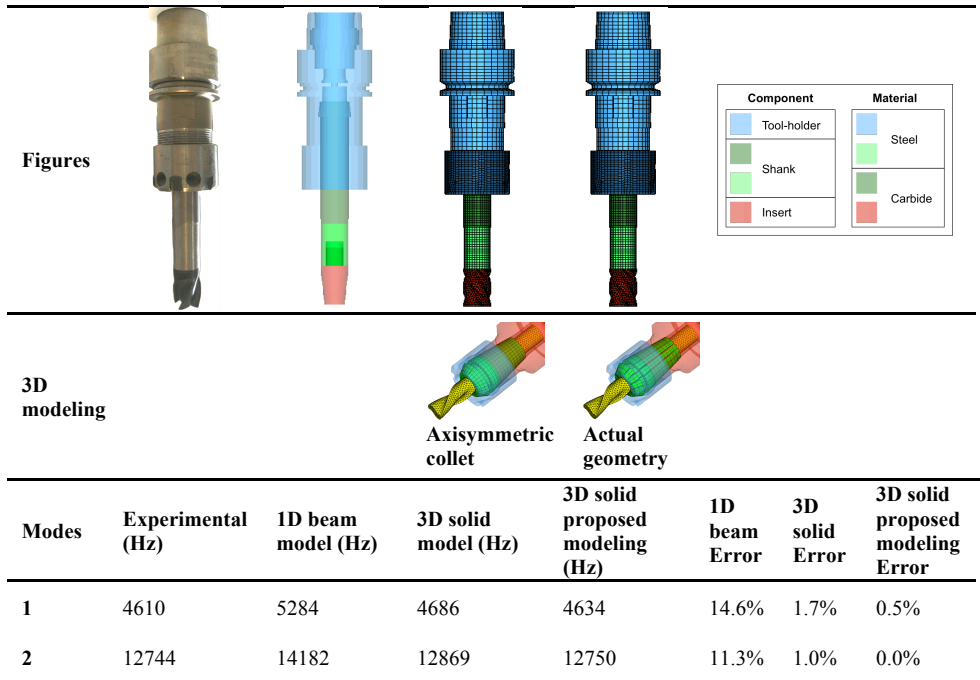 Figures
Component Material
Tool-holder
Steel
Shank
Carbide
Insert
3D
modeling
Axisymmetric
collet
Actual
geometry
Modes Experimental (Hz) 1D beam model (Hz) 3D solid model (Hz) 3D solid proposed modeling (Hz) 1D beam Error 3D solid Error 3D solid proposed modeling Error
1 4610 5284 4686 4634 14.6% 1.7% 0.5%
2 12744 14182 12869 12750 11.3% 1.0% 0.0%